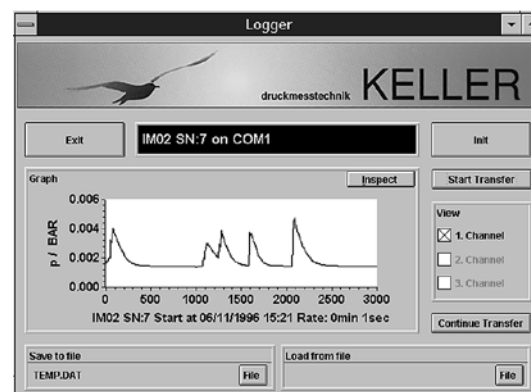 Logger
druckmesstechnik KELLER
Exit
IM02 SN:7 on COM1
Init
Graph
Inspect
Start Transfer
p / BAR
0.006
0.004
0.002
0.000
0 500 1000 1500 2000 2500 3000
IM02 SN:7 Start at 06/11/1996 15:21 Rate: 0min 1sec
View
1. Channel
2. Channel
3. Channel
Continue Transfer
Save to file
TEMP.DAT
File
Load from file
File